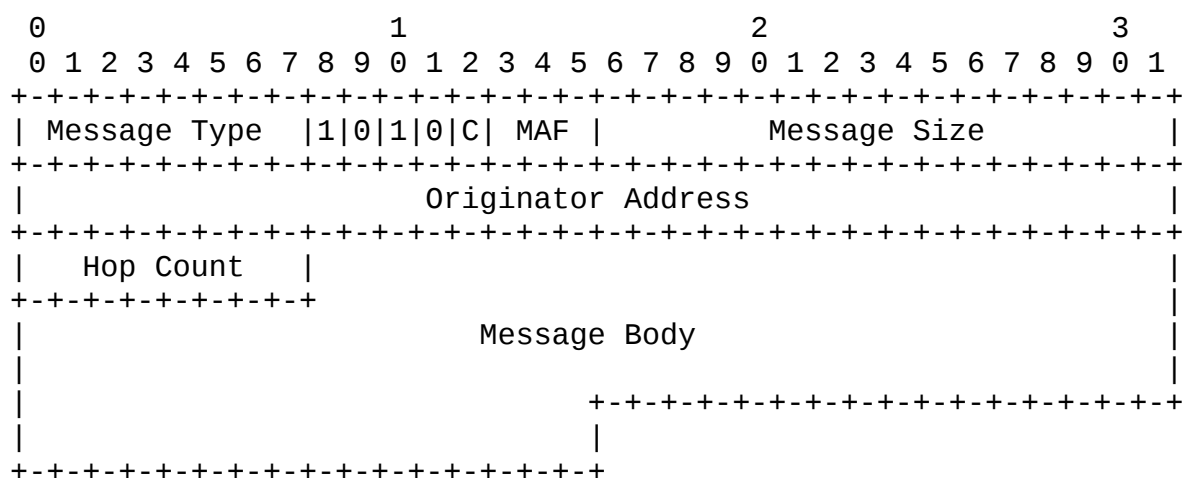 0                   1                   2                   3
    0 1 2 3 4 5 6 7 8 9 0 1 2 3 4 5 6 7 8 9 0 1 2 3 4 5 6 7 8 9 0 1
   +-+-+-+-+-+-+-+-+-+-+-+-+-+-+-+-+-+-+-+-+-+-+-+-+-+-+-+-+-+-+-+-+
   | Message Type  |1|0|1|0|C| MAF |         Message Size          |
   +-+-+-+-+-+-+-+-+-+-+-+-+-+-+-+-+-+-+-+-+-+-+-+-+-+-+-+-+-+-+-+-+
   |                      Originator Address                       |
   +-+-+-+-+-+-+-+-+-+-+-+-+-+-+-+-+-+-+-+-+-+-+-+-+-+-+-+-+-+-+-+-+
   |   Hop Count   |                                               |
   +-+-+-+-+-+-+-+-+                                               |
   |                         Message Body                          |
   |                                                               |
   |                               +-+-+-+-+-+-+-+-+-+-+-+-+-+-+-+-+
   |                               |
   +-+-+-+-+-+-+-+-+-+-+-+-+-+-+-+-+